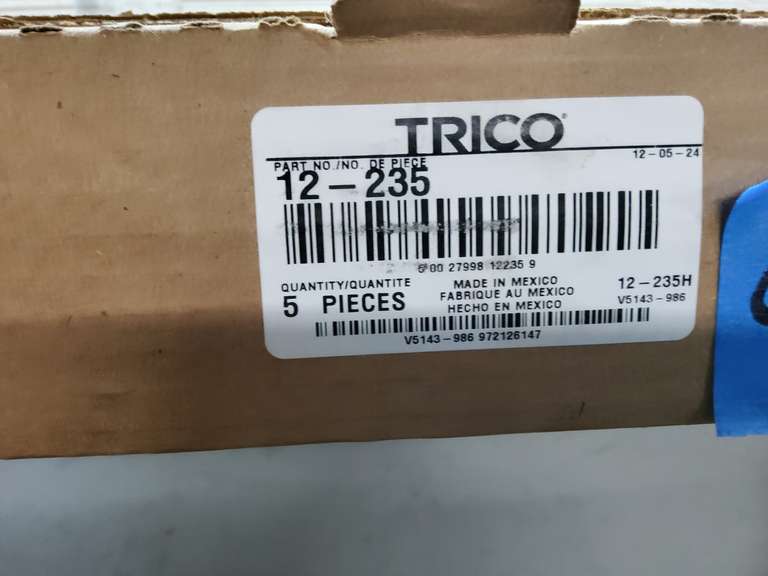 TRICO®
PART NO./NO. DE PIECE
12-05-24
12-235
5 00 27998 12235 9
QUANTITY/QUANTITE
5 PIECES
MADE IN MEXICO
FABRIQUE AU MEXICO
HECHO EN MEXICO
12-235H
V5143-986
V5143-986 972126147